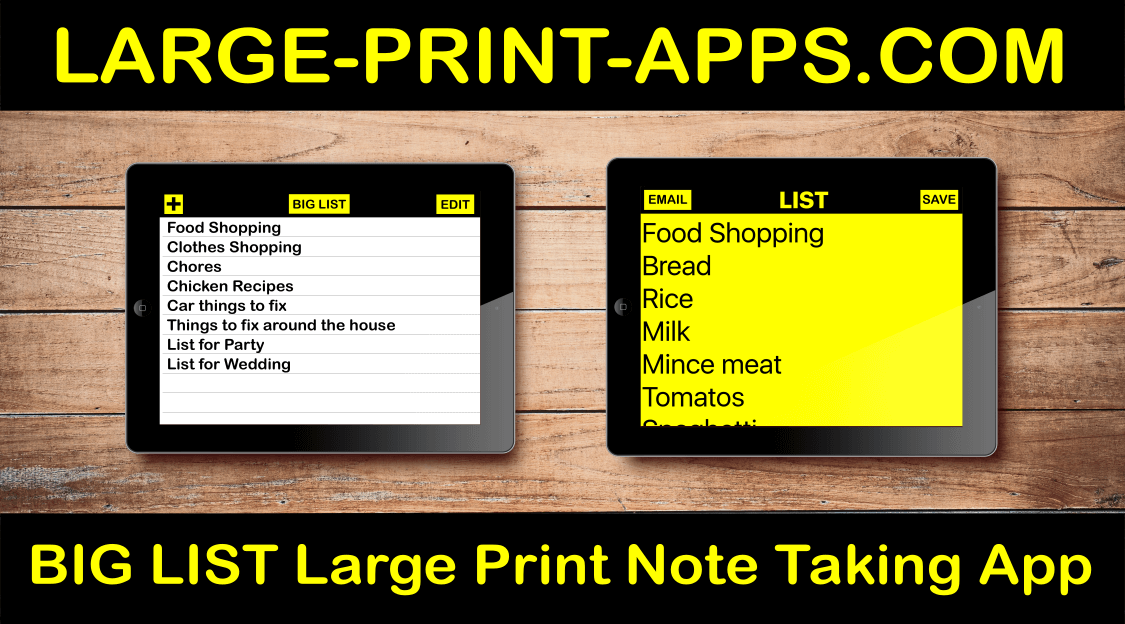 LARGE-PRINT-APPS.COM
+ BIG LIST EDIT
Food Shopping
Clothes Shopping
Chores
Chicken Recipes
Car things to fix
Things to fix around the house
List for Party
List for Wedding
EMAIL LIST SAVE
Food Shopping
Bread
Rice
Milk
Mince meat
Tomatos
Spaghetti
BIG LIST Large Print Note Taking App